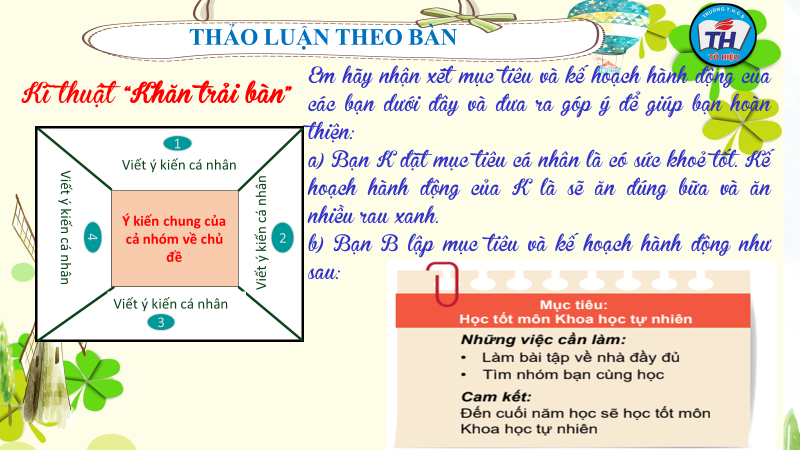 THẢO LUẬN THEO BÀN
TRƯỜNG T.H.C.S
TH
TÔ HIỆU
Kĩ thuật “Khăn trải bàn”
1
Viết ý kiến cá nhân
Viết ý kiến cá nhân
4
Ý kiến chung của
cả nhóm về chủ
đề
2
Viết ý kiến cá nhân
Viết ý kiến cá nhân
3
Em hãy nhận xét mục tiêu và kế hoạch hành động của
các bạn dưới đây và đưa ra góp ý để giúp bạn hoàn
thiện:
a) Bạn K đặt mục tiêu cá nhân là có sức khoẻ tốt. Kế
hoạch hành động của K là sẽ ăn đúng bữa và ăn
nhiều rau xanh.
b) Bạn B lập mục tiêu và kế hoạch hành động như
sau:
Mục tiêu:
Học tốt môn Khoa học tự nhiên
Những việc cần làm:
• Làm bài tập về nhà đầy đủ
• Tìm nhóm bạn cùng học
Cam kết:
Đến cuối năm học sẽ học tốt môn
Khoa học tự nhiên